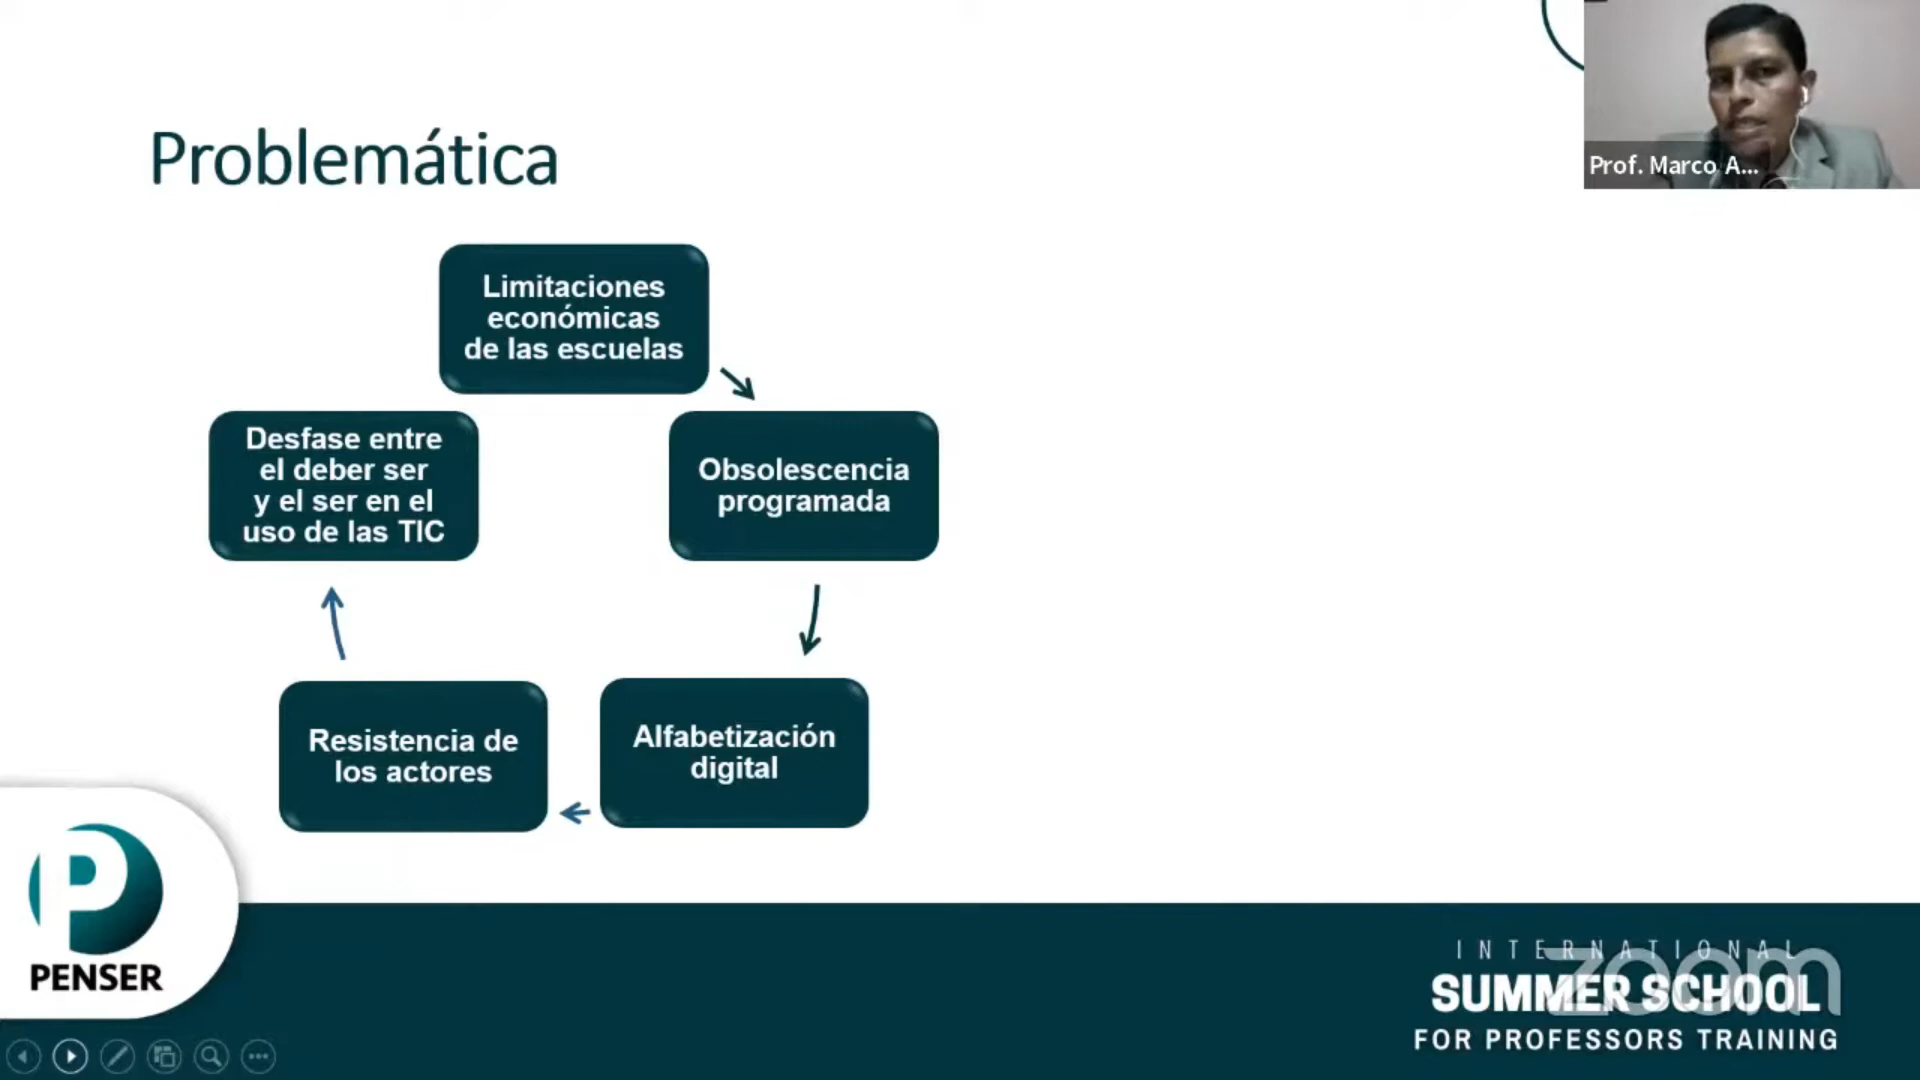 Problemática
Prof. Marco A...
Limitaciones
económicas
de las escuelas
Desfase entre
el deber ser
y el ser en el
uso de las TIC
Obsolescencia
programada
Resistencia de
los actores
Alfabetización
digital
P
PENSER
INTERNATIONAL
SUMMER SCHOOL
FOR PROFESSORS TRAINING
zoom